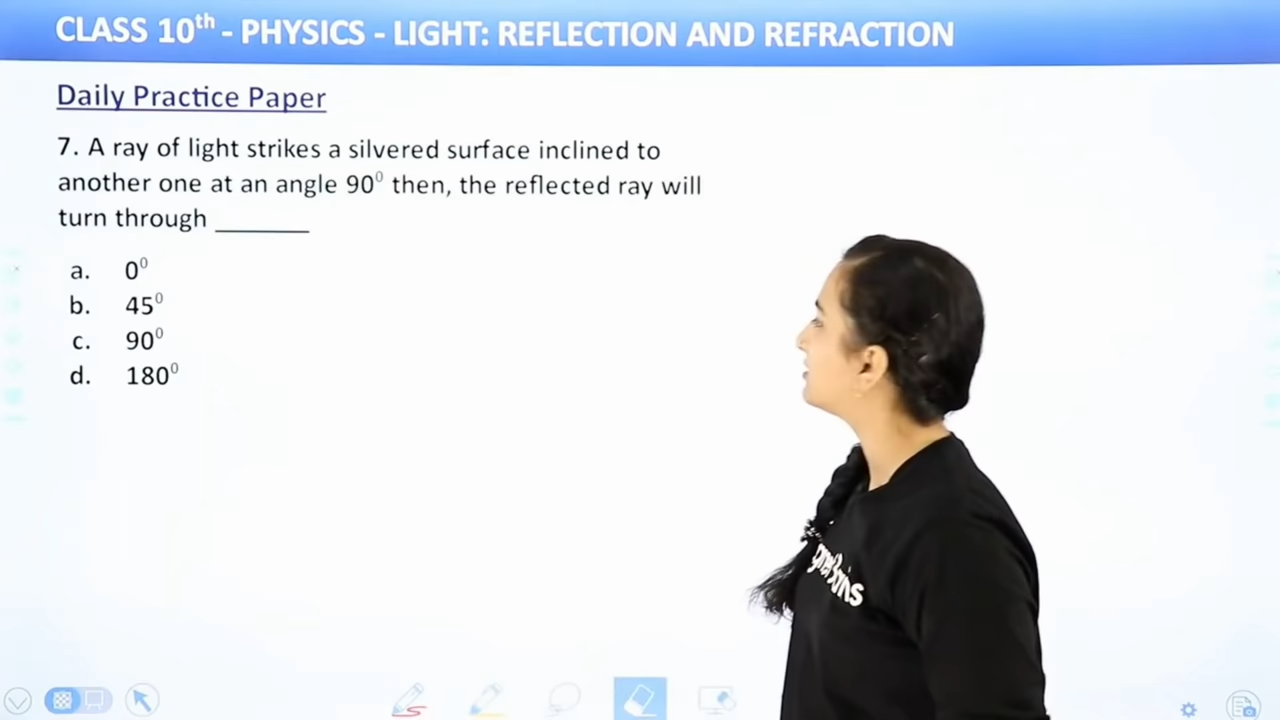 CLASS 10th - PHYSICS - LIGHT: REFLECTION AND REFRACTION
Daily Practice Paper
7. A ray of light strikes a silvered surface inclined to
another one at an angle 90⁰ then, the reflected ray will
turn through ______
a. 0⁰
b. 45⁰
c. 90⁰
d. 180⁰